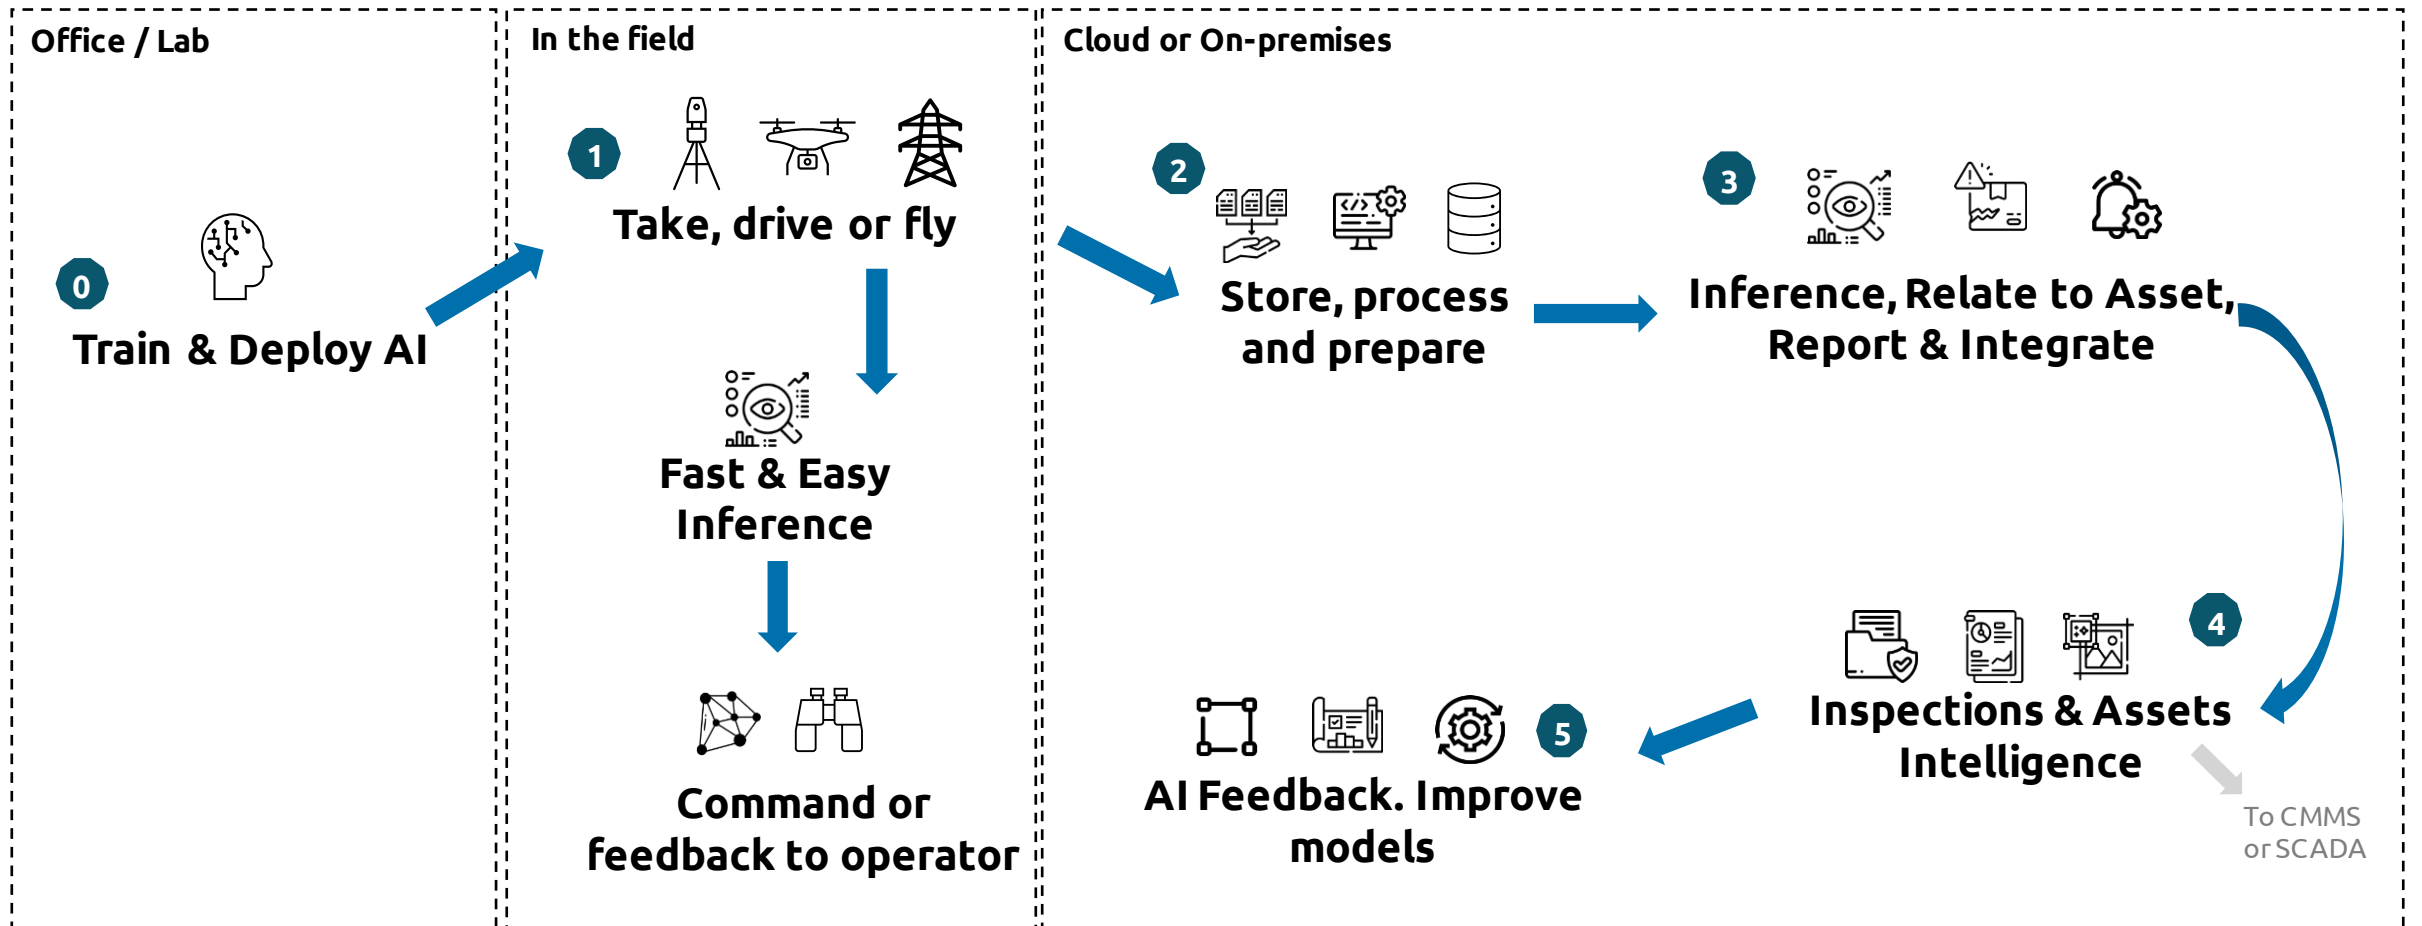 Office / Lab
0
Train & Deploy AI
In the field
1
Take, drive or fly
Fast & Easy
Inference
Command or
feedback to operator
Cloud or On-premises
2
Store, process
and prepare
3
Inference, Relate to Asset,
Report & Integrate
4
Inspections & Assets
Intelligence
To CMMS
or SCADA
5
AI Feedback. Improve
models